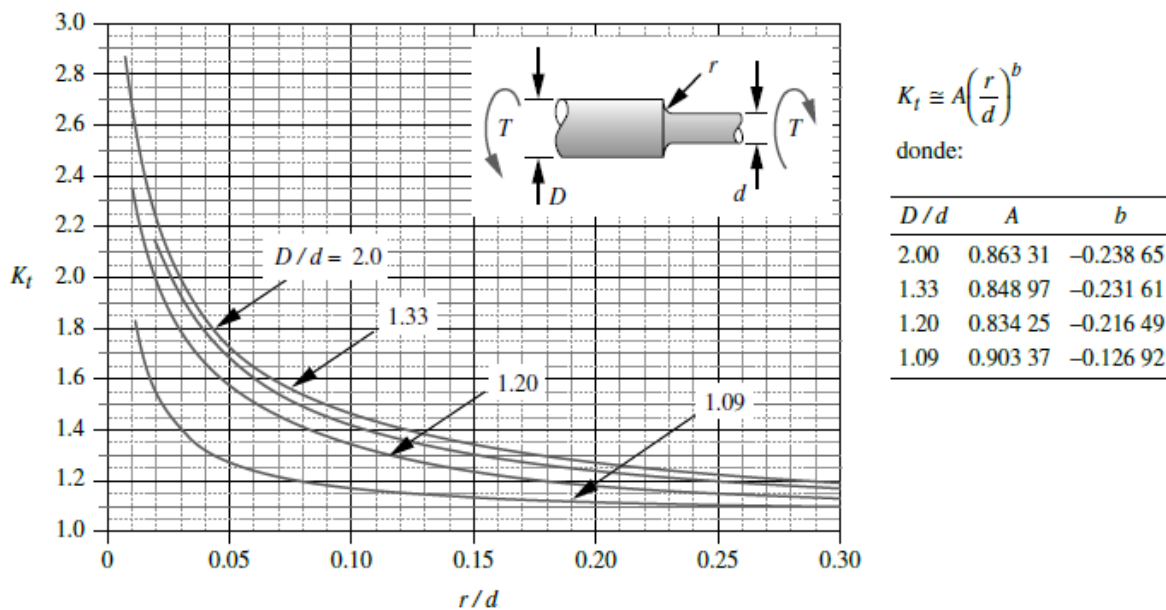 3.0
2.8
2.6
2.4
2.2
2.0
1.8
1.6
1.4
1.2
1.0
K_t
0 0.05 0.10 0.15 0.20 0.25 0.30
r / d
D / d = 2.0
1.33
1.20
1.09
r
T
T
D
d
K_t ≅ A(r/d)^b
donde:
D / d A b
2.00 0.863 31 –0.238 65
1.33 0.848 97 –0.231 61
1.20 0.834 25 –0.216 49
1.09 0.903 37 –0.126 92